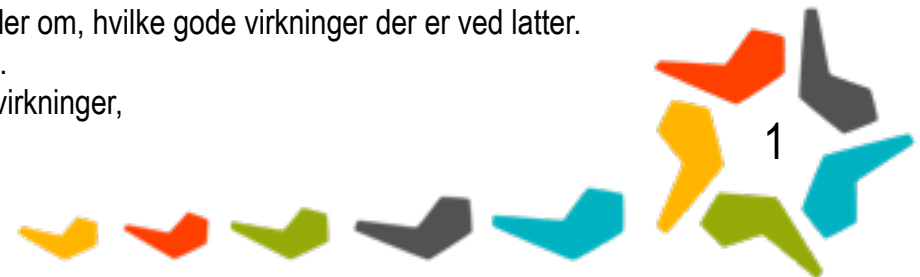 ler om, hvilke gode virkninger der er ved latter.
.
virkninger,
1